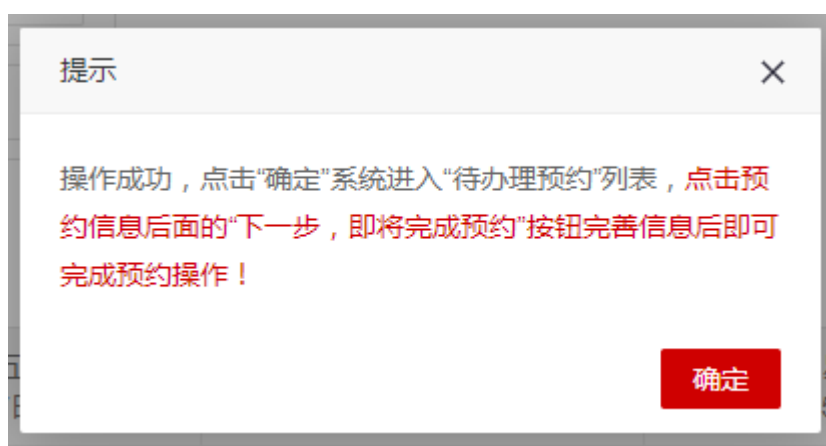 提示
操作成功，点击“确定”系统进入“待办理预约”列表，点击预
约信息后面的“下一步，即将完成预约”按钮完善信息后即可
完成预约操作！
确定